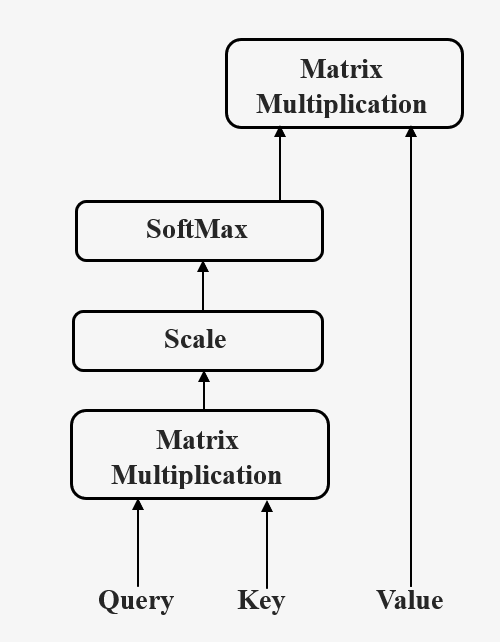 Matrix
Multiplication
SoftMax
Scale
Matrix
Multiplication
Query Key Value